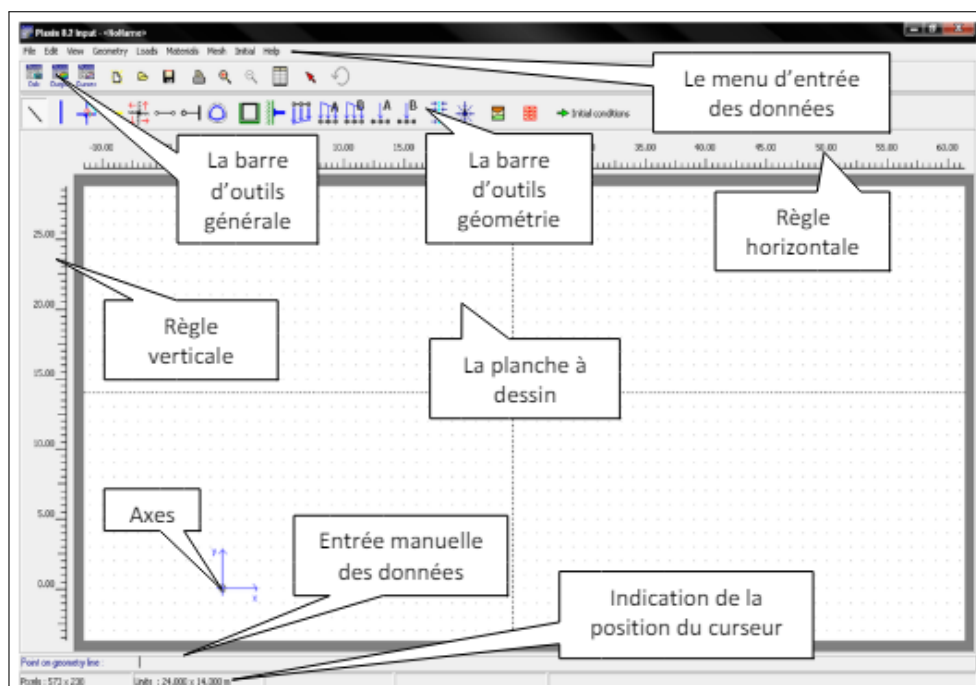 Plaxis 8.2 Input - <NoName>
File Edit View Geometry Loads Materials Mesh Initial Help
Le menu d'entrée
des données
Calc Output Curves
Initial conditions
La barre
d'outils
générale
La barre
d'outils
géométrie
Règle
horizontale
-10.00 10.00 15.00 35.00 40.00 45.00 50.00 55.00 60.00
25.00
20.00
15.00
10.00
5.00
0.00
Règle
verticale
La planche à
dessin
Axes
y
x
Entrée manuelle
des données
Indication de la
position du curseur
Point on geometry line :
Pixels : 573 x 230 Units : 24.000 x 14.000 m